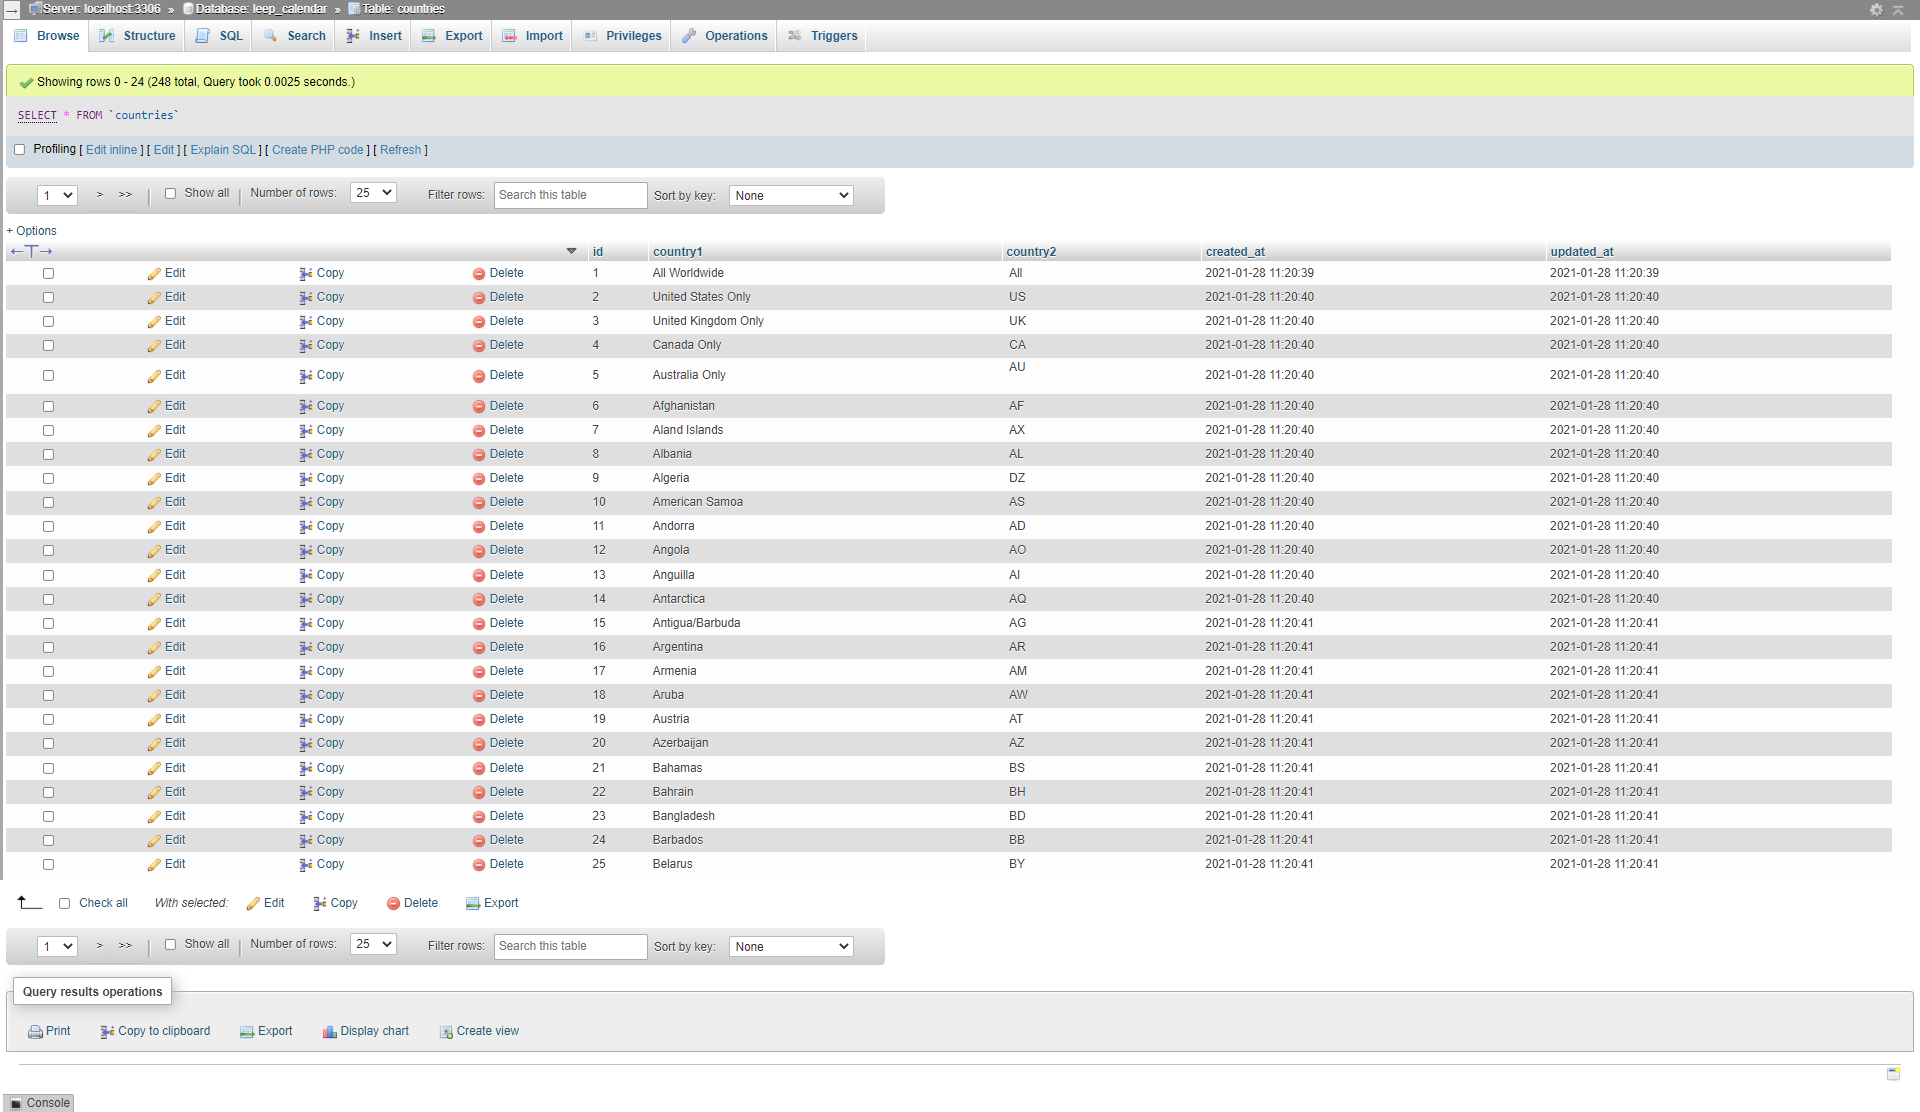 Server: localhost:3306 » Database: leep_calendar » Table: countries
Browse Structure SQL Search Insert Export Import Privileges Operations Triggers
Showing rows 0 - 24 (248 total, Query took 0.0025 seconds.)
SELECT * FROM `countries`
Profiling [ Edit inline ] [ Edit ] [ Explain SQL ] [ Create PHP code ] [ Refresh ]
1 > >> Show all Number of rows: 25 Filter rows: Search this table Sort by key: None
+ Options
←T→ id country1 country2 created_at updated_at
Edit Copy Delete 1 All Worldwide All 2021-01-28 11:20:39 2021-01-28 11:20:39
Edit Copy Delete 2 United States Only US 2021-01-28 11:20:40 2021-01-28 11:20:40
Edit Copy Delete 3 United Kingdom Only UK 2021-01-28 11:20:40 2021-01-28 11:20:40
Edit Copy Delete 4 Canada Only CA 2021-01-28 11:20:40 2021-01-28 11:20:40
Edit Copy Delete 5 Australia Only AU 2021-01-28 11:20:40 2021-01-28 11:20:40
Edit Copy Delete 6 Afghanistan AF 2021-01-28 11:20:40 2021-01-28 11:20:40
Edit Copy Delete 7 Aland Islands AX 2021-01-28 11:20:40 2021-01-28 11:20:40
Edit Copy Delete 8 Albania AL 2021-01-28 11:20:40 2021-01-28 11:20:40
Edit Copy Delete 9 Algeria DZ 2021-01-28 11:20:40 2021-01-28 11:20:40
Edit Copy Delete 10 American Samoa AS 2021-01-28 11:20:40 2021-01-28 11:20:40
Edit Copy Delete 11 Andorra AD 2021-01-28 11:20:40 2021-01-28 11:20:40
Edit Copy Delete 12 Angola AO 2021-01-28 11:20:40 2021-01-28 11:20:40
Edit Copy Delete 13 Anguilla AI 2021-01-28 11:20:40 2021-01-28 11:20:40
Edit Copy Delete 14 Antarctica AQ 2021-01-28 11:20:40 2021-01-28 11:20:40
Edit Copy Delete 15 Antigua/Barbuda AG 2021-01-28 11:20:41 2021-01-28 11:20:41
Edit Copy Delete 16 Argentina AR 2021-01-28 11:20:41 2021-01-28 11:20:41
Edit Copy Delete 17 Armenia AM 2021-01-28 11:20:41 2021-01-28 11:20:41
Edit Copy Delete 18 Aruba AW 2021-01-28 11:20:41 2021-01-28 11:20:41
Edit Copy Delete 19 Austria AT 2021-01-28 11:20:41 2021-01-28 11:20:41
Edit Copy Delete 20 Azerbaijan AZ 2021-01-28 11:20:41 2021-01-28 11:20:41
Edit Copy Delete 21 Bahamas BS 2021-01-28 11:20:41 2021-01-28 11:20:41
Edit Copy Delete 22 Bahrain BH 2021-01-28 11:20:41 2021-01-28 11:20:41
Edit Copy Delete 23 Bangladesh BD 2021-01-28 11:20:41 2021-01-28 11:20:41
Edit Copy Delete 24 Barbados BB 2021-01-28 11:20:41 2021-01-28 11:20:41
Edit Copy Delete 25 Belarus BY 2021-01-28 11:20:41 2021-01-28 11:20:41
Check all With selected: Edit Copy Delete Export
1 > >> Show all Number of rows: 25 Filter rows: Search this table Sort by key: None
Query results operations
Print Copy to clipboard Export Display chart Create view
Console